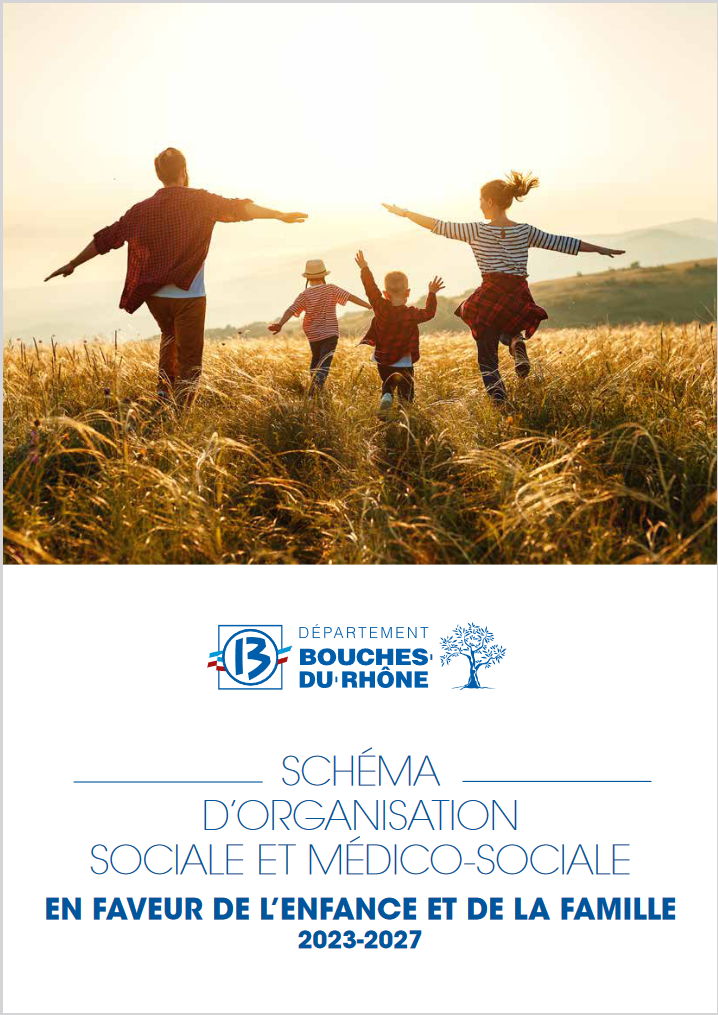 13
DÉPARTEMENT
BOUCHES-
DU-RHÔNE
SCHÉMA
D'ORGANISATION
SOCIALE ET MÉDICO-SOCIALE
EN FAVEUR DE L'ENFANCE ET DE LA FAMILLE
2023-2027